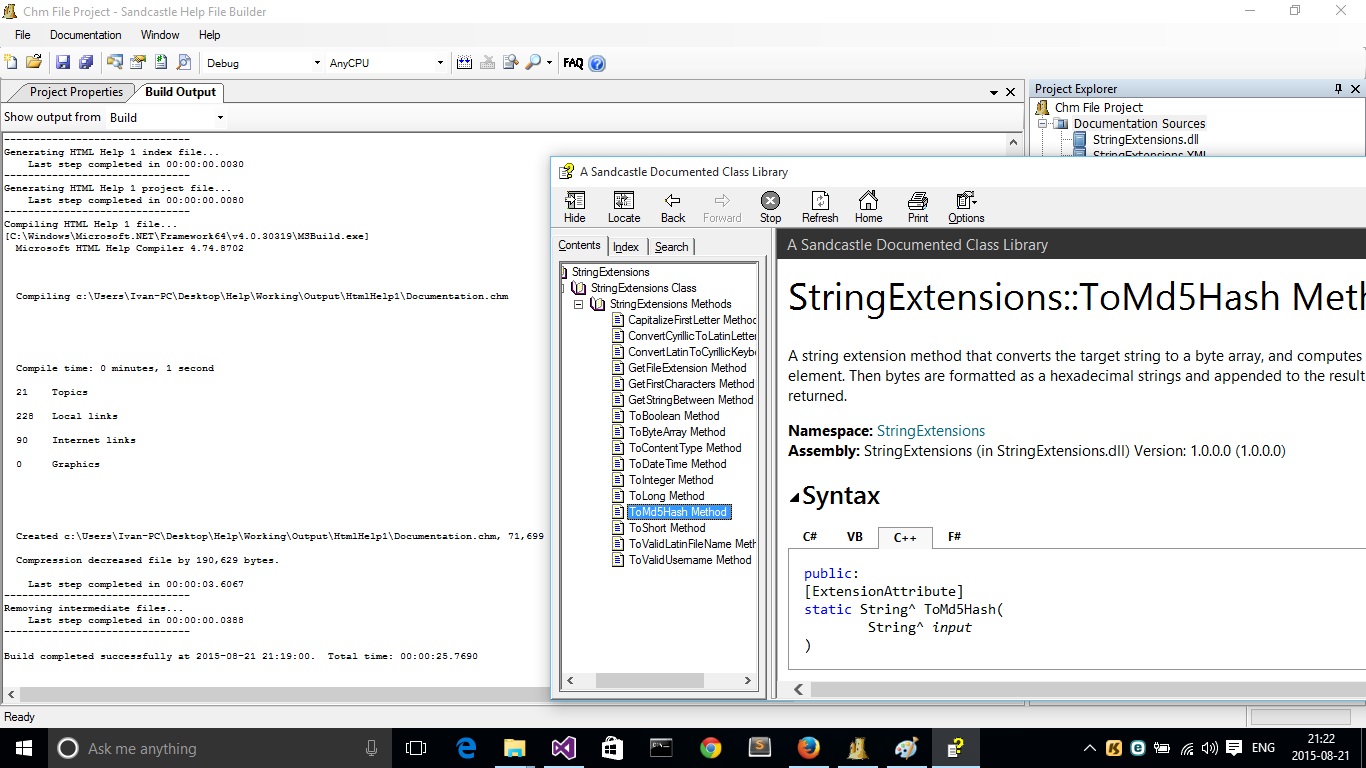 Chm File Project - Sandcastle Help File Builder
File Documentation Window Help
Debug AnyCPU FAQ
Project Properties Build Output
Show output from Build
-------------------------------
Generating HTML Help 1 index file...
Last step completed in 00:00:00.0030
-------------------------------
Generating HTML Help 1 project file...
Last step completed in 00:00:00.0080
-------------------------------
Compiling HTML Help 1 file...
[C:\Windows\Microsoft.NET\Framework64\v4.0.30319\MSBuild.exe]
Microsoft HTML Help Compiler 4.74.8702
Compiling c:\Users\Ivan-PC\Desktop\Help\Working\Output\HtmlHelp1\Documentation.chm
Compile time: 0 minutes, 1 second
21 Topics
228 Local links
90 Internet links
0 Graphics
Created c:\Users\Ivan-PC\Desktop\Help\Working\Output\HtmlHelp1\Documentation.chm, 71,699
Compression decreased file by 190,629 bytes.
Last step completed in 00:00:03.6067
-------------------------------
Removing intermediate files...
Last step completed in 00:00:00.0388
-------------------------------
Build completed successfully at 2015-08-21 21:19:00. Total time: 00:00:25.7690
Ready
Project Explorer
Chm File Project
Documentation Sources
StringExtensions.dll
StringExtensions.XML
A Sandcastle Documented Class Library
Hide Locate Back Forward Stop Refresh Home Print Options
Contents Index Search
StringExtensions
StringExtensions Class
StringExtensions Methods
CapitalizeFirstLetter Method
ConvertCyrillicToLatinLetter
ConvertLatinToCyrillicKeyb
GetFileExtension Method
GetFirstCharacters Method
GetStringBetween Method
ToBoolean Method
ToByteArray Method
ToContentType Method
ToDateTime Method
ToInteger Method
ToLong Method
ToMd5Hash Method
ToShort Method
ToValidLatinFileName Meth
ToValidUsername Method
A Sandcastle Documented Class Library
StringExtensions::ToMd5Hash Meth
A string extension method that converts the target string to a byte array, and computes
element. Then bytes are formatted as a hexadecimal strings and appended to the result
returned.
Namespace: StringExtensions
Assembly: StringExtensions (in StringExtensions.dll) Version: 1.0.0.0 (1.0.0.0)
Syntax
C# VB C++ F#
public:
[ExtensionAttribute]
static String^ ToMd5Hash(
String^ input
)
Ask me anything
ENG
21:22
2015-08-21